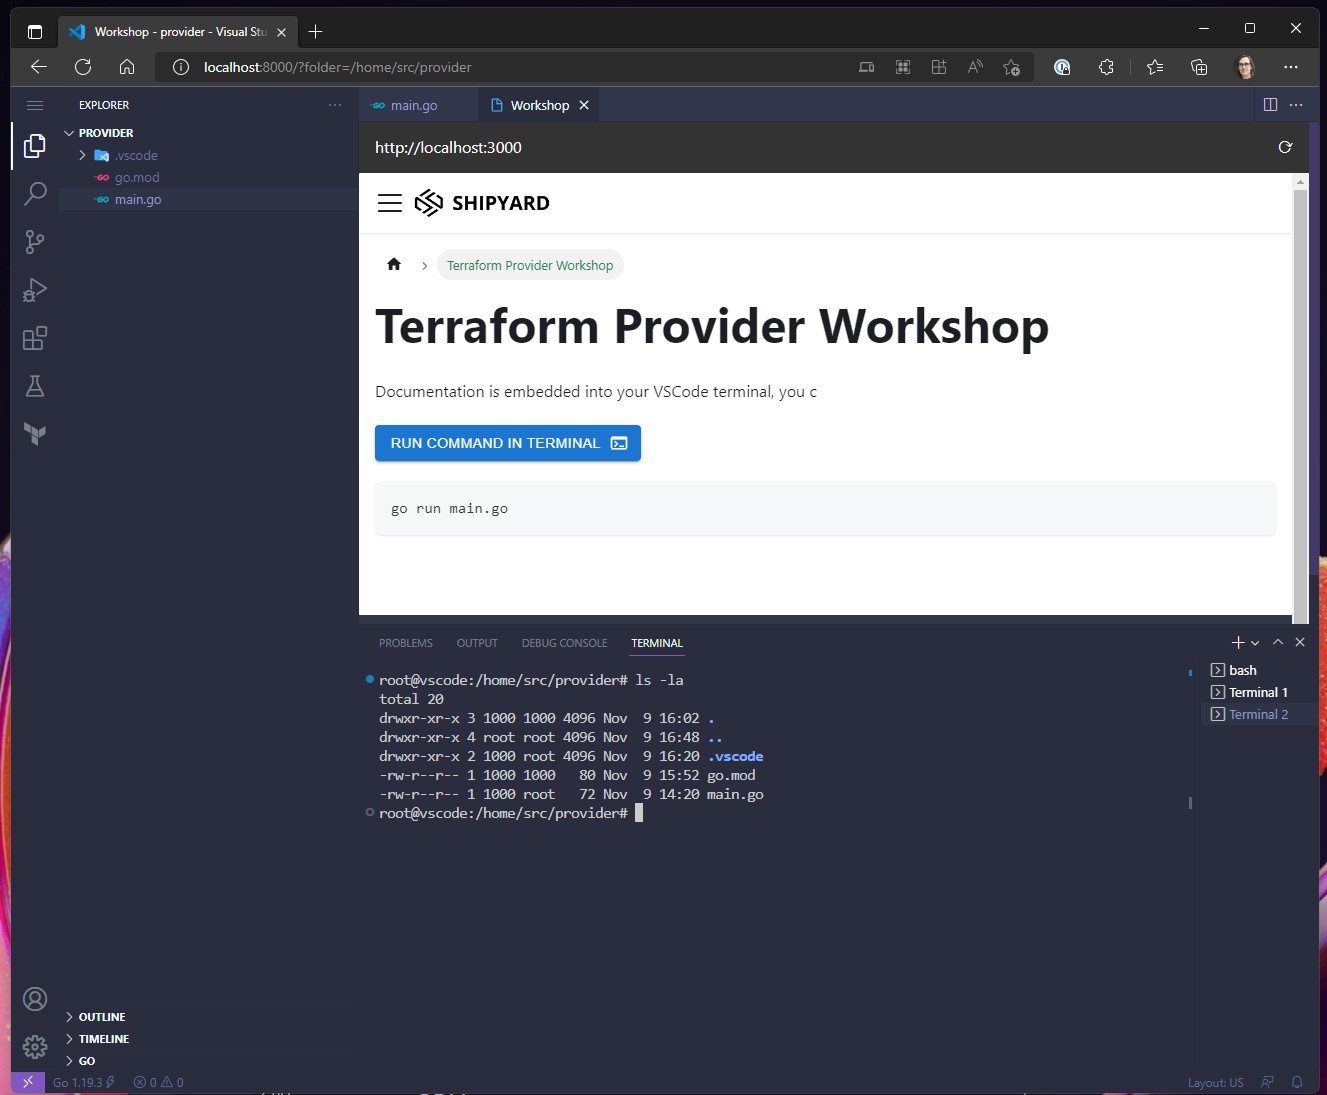 Workshop - provider - Visual Stu
localhost:8000/?folder=/home/src/provider
EXPLORER
main.go
Workshop
PROVIDER
.vscode
go.mod
main.go
http://localhost:3000
SHIPYARD
Terraform Provider Workshop
Terraform Provider Workshop
Documentation is embedded into your VSCode terminal, you c
RUN COMMAND IN TERMINAL
go run main.go
PROBLEMS OUTPUT DEBUG CONSOLE TERMINAL
root@vscode:/home/src/provider# ls -la
total 20
drwxr-xr-x 3 1000 1000 4096 Nov  9 16:02 .
drwxr-xr-x 4 root root 4096 Nov  9 16:48 ..
drwxr-xr-x 2 1000 root 4096 Nov  9 16:20 .vscode
-rw-r--r-- 1 1000 1000   80 Nov  9 15:52 go.mod
-rw-r--r-- 1 1000 root   72 Nov  9 14:20 main.go
root@vscode:/home/src/provider#
bash
Terminal 1
Terminal 2
OUTLINE
TIMELINE
GO
Go 1.19.3
0 0
Layout: US